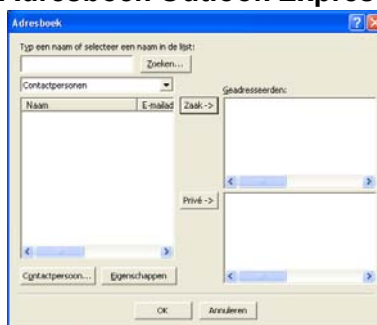 Adresboek Outlook Expres
Adresboek
Typ een naam of selecteer een naam in de lijst:
Zoeken...
Contactpersonen
Geadresseerden:
Naam E-mailad
Zaak ->
Privé ->
Contactpersoon... Eigenschappen
OK Annuleren